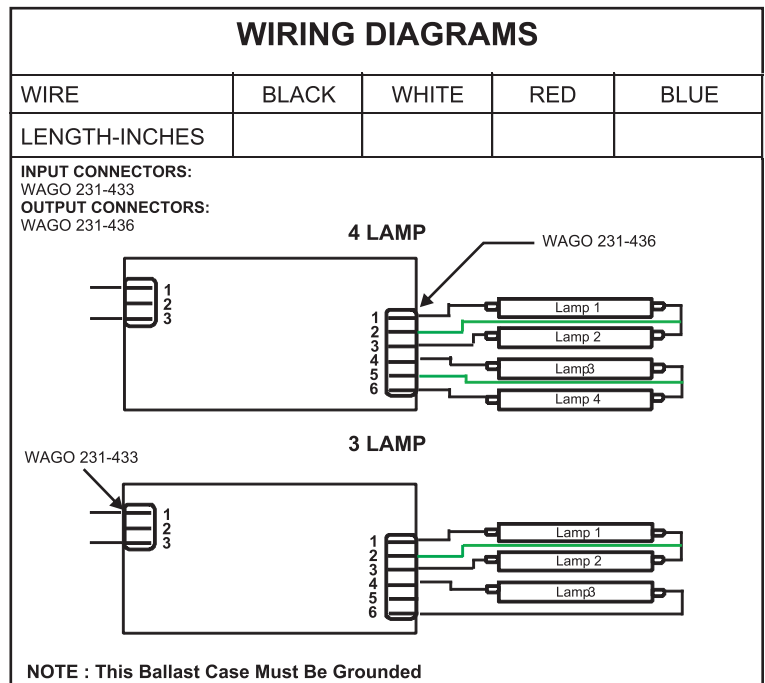 WIRING DIAGRAMS
WIRE BLACK WHITE RED BLUE
LENGTH-INCHES
INPUT CONNECTORS:
WAGO 231-433
OUTPUT CONNECTORS:
WAGO 231-436
4 LAMP
WAGO 231-436
1
2
3
1
2
3
4
5
6
Lamp 1
Lamp 2
Lamp3
Lamp 4
3 LAMP
WAGO 231-433
1
2
3
1
2
3
4
5
6
Lamp 1
Lamp 2
Lamp3
NOTE : This Ballast Case Must Be Grounded